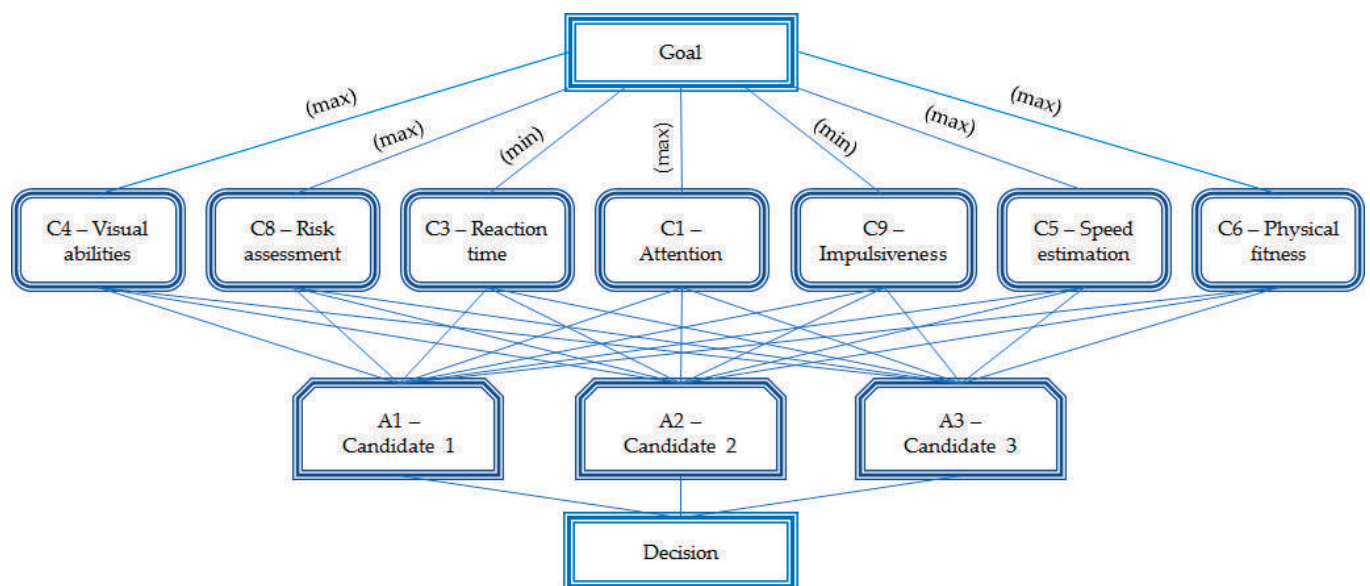 Goal
(max)
(max)
(min)
(max)
(min)
(max)
(max)
C4 – Visual
abilities
C8 – Risk
assessment
C3 – Reaction
time
C1 –
Attention
C9 –
Impulsiveness
C5 – Speed
estimation
C6 – Physical
fitness
A1 –
Candidate 1
A2 –
Candidate 2
A3 –
Candidate 3
Decision